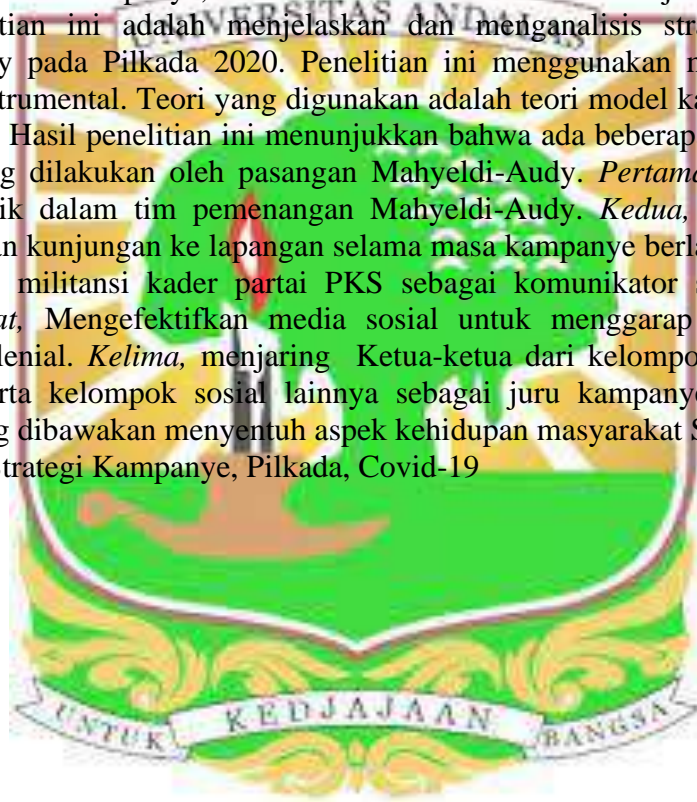 UNIVERSITAS ANDALAS
tian ini adalah menjelaskan dan menganalisis stra
y pada Pilkada 2020. Penelitian ini menggunakan
trumental. Teori yang digunakan adalah teori model ka
Hasil penelitian ini menunjukkan bahwa ada beberap
g dilakukan oleh pasangan Mahyeldi-Audy. Pertama
ik dalam tim pemenangan Mahyeldi-Audy. Kedua,
n kunjungan ke lapangan selama masa kampanye berla
militansi kader partai PKS sebagai komunikator
at, Mengefektifkan media sosial untuk menggarap
lenial. Kelima, menjaring Ketua-ketua dari kelompo
rta kelompok sosial lainnya sebagai juru kampanye
g dibawakan menyentuh aspek kehidupan masyarakat S
Strategi Kampanye, Pilkada, Covid-19
UNTUK KEDJAJAAN BANGSA